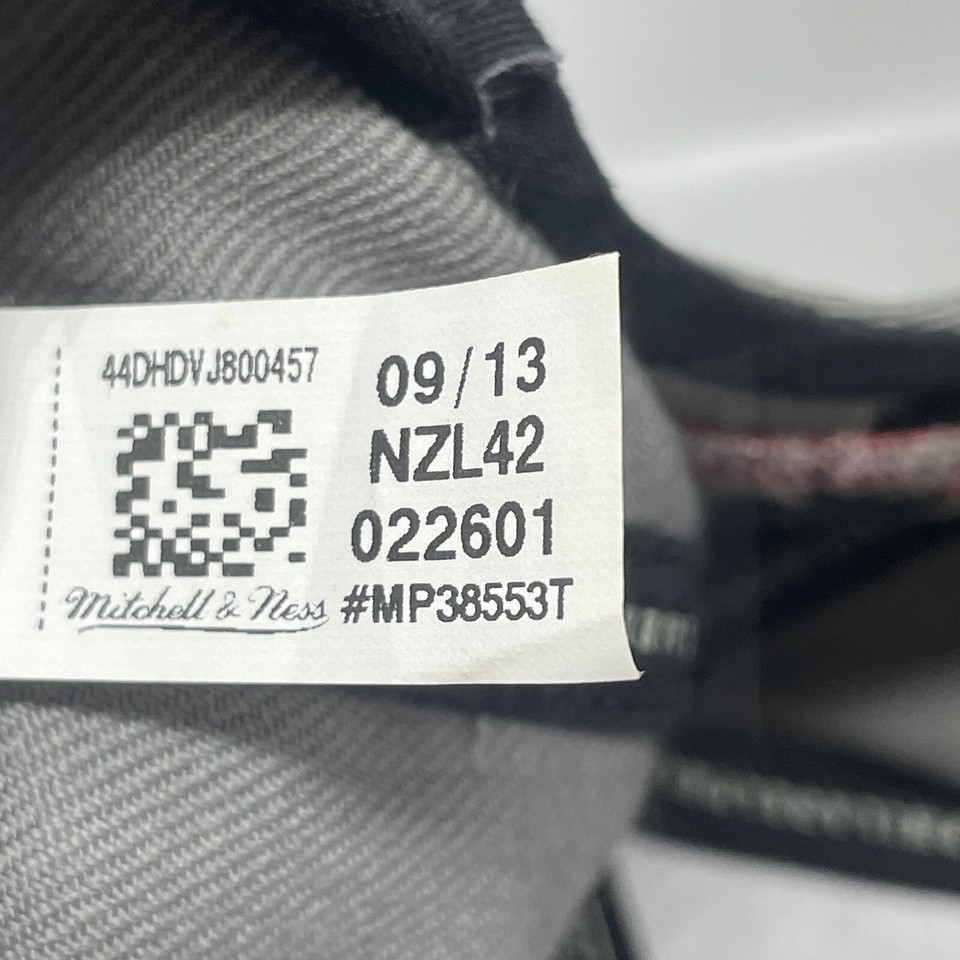 44DHDVJ800457
Mitchell & Ness
09/13
NZL42
022601
#MP38553T